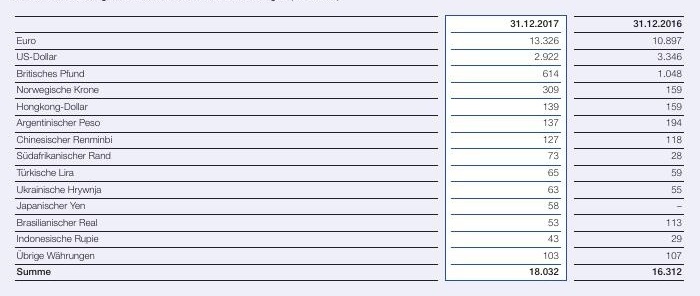 31.12.2017 31.12.2016
Euro 13.326 10.897
US-Dollar 2.922 3.346
Britisches Pfund 614 1.048
Norwegische Krone 309 159
Hongkong-Dollar 139 159
Argentinischer Peso 137 194
Chinesischer Renminbi 127 118
Südafrikanischer Rand 73 28
Türkische Lira 65 59
Ukrainische Hrywnja 63 55
Japanischer Yen 58 –
Brasilianischer Real 53 113
Indonesische Rupie 43 29
Übrige Währungen 103 107
Summe 18.032 16.312